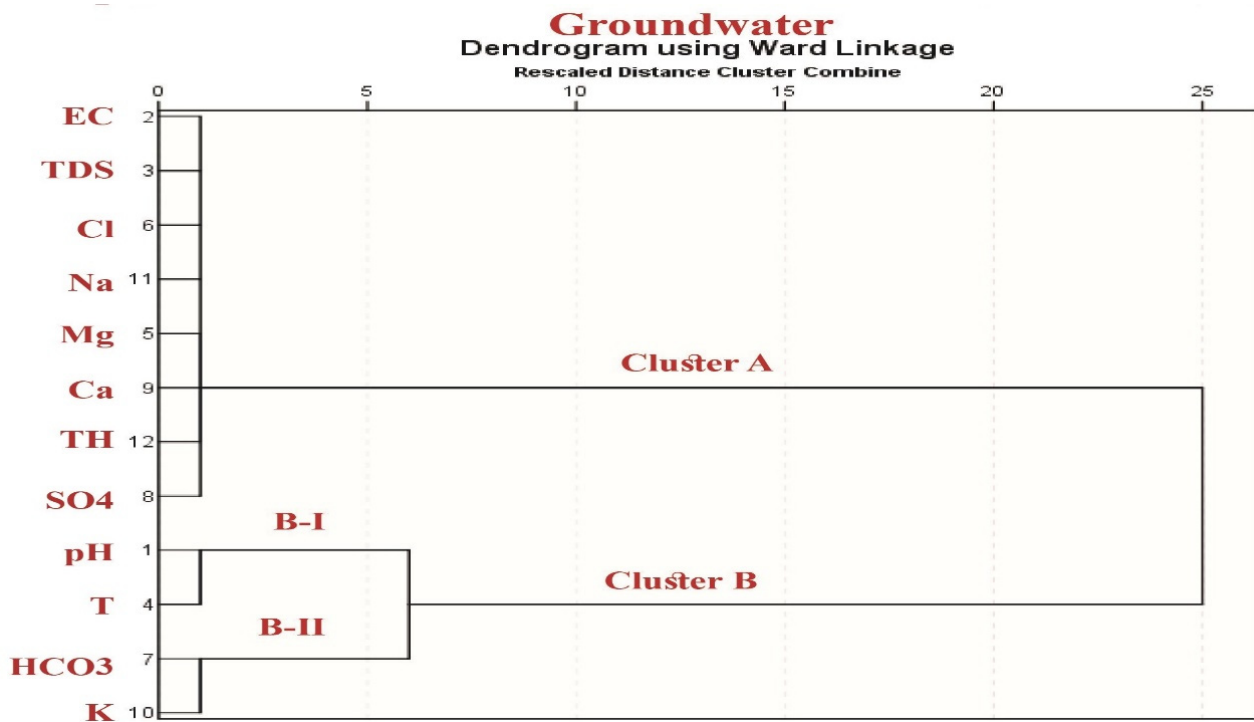 Groundwater
Dendrogram using Ward Linkage
Rescaled Distance Cluster Combine
0 5 10 15 20 25
EC 2
TDS 3
Cl 6
Na 11
Mg 5
Cluster A
Ca 9
TH 12
SO4 8
B-I
pH 1
Cluster B
T 4
B-II
HCO3 7
K 10